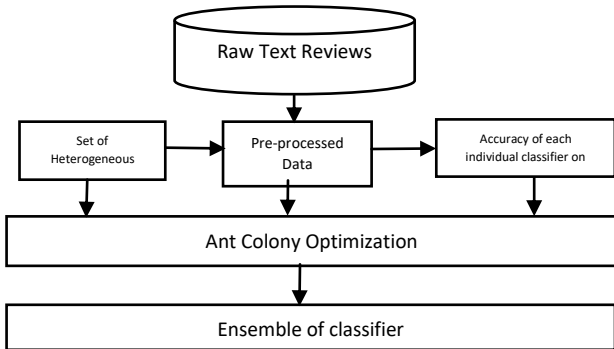 Raw Text Reviews
Set of
Heterogeneous
Pre-processed
Data
Accuracy of each
individual classifier on
Ant Colony Optimization
Ensemble of classifier